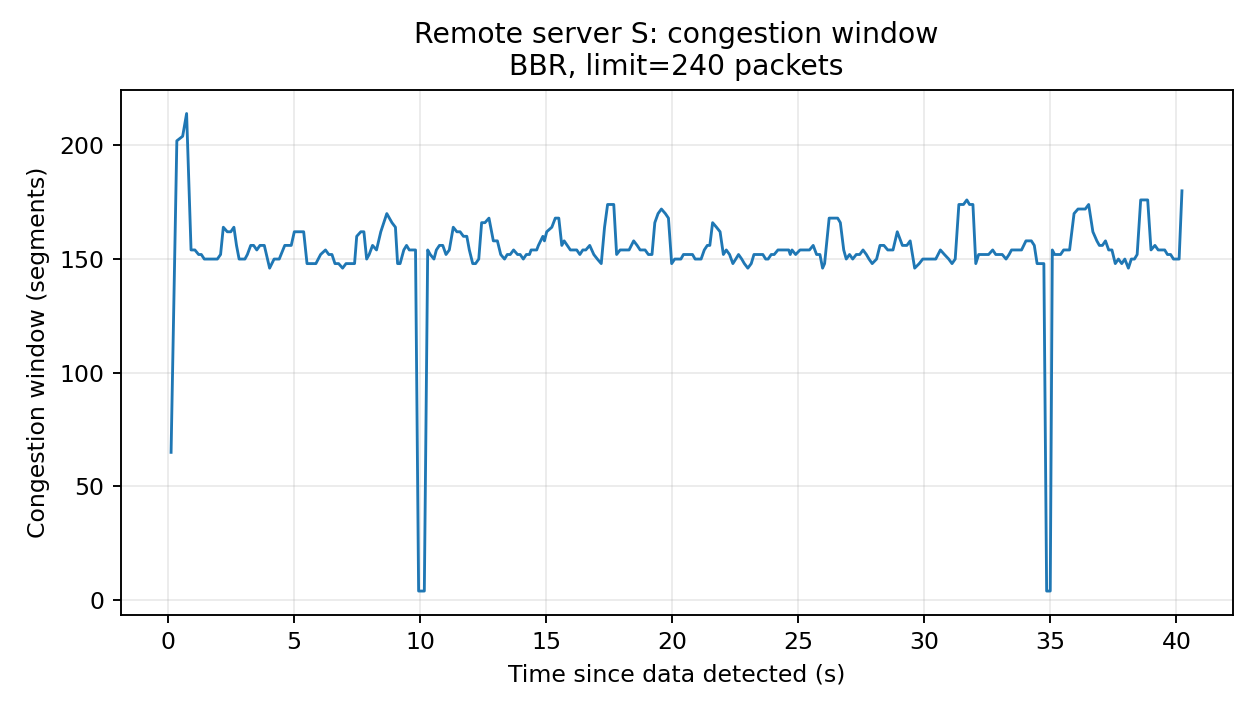 Remote server S: congestion window
BBR, limit=240 packets
Congestion window (segments)
200
150
100
50
0
0 5 10 15 20 25 30 35 40
Time since data detected (s)